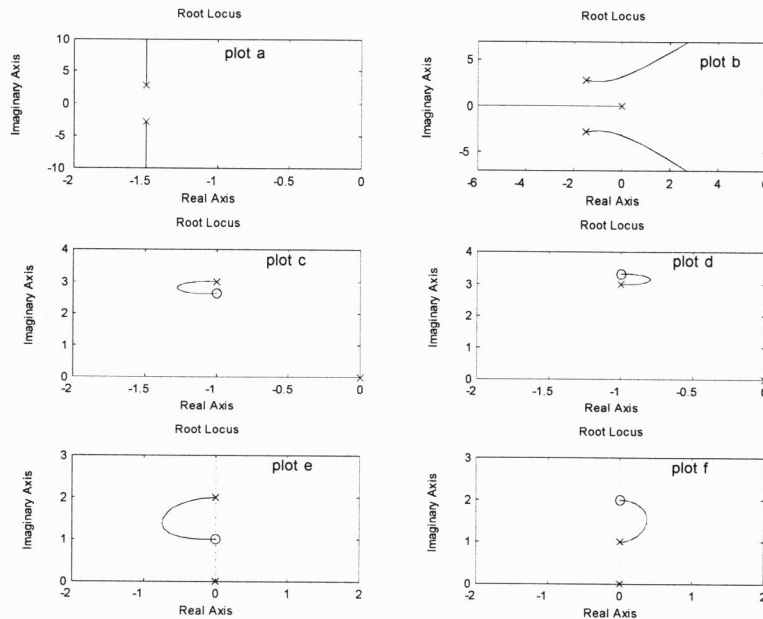 Root Locus
plot a
Imaginary Axis
10
5
0
-5
-10
-2
-1.5
-1
-0.5
0
Real Axis
Root Locus
plot b
Imaginary Axis
5
0
-5
-6
-4
-2
0
2
4
6
Real Axis
Root Locus
plot c
Imaginary Axis
4
3
2
1
0
-2
-1.5
-1
-0.5
0
Real Axis
Root Locus
plot d
Imaginary Axis
4
3
2
1
0
-2
-1.5
-1
-0.5
0
Real Axis
Root Locus
plot e
Imaginary Axis
3
2
1
0
-2
-1
0
1
2
Real Axis
Root Locus
plot f
Imaginary Axis
3
2
1
0
-2
-1
0
1
2
Real Axis